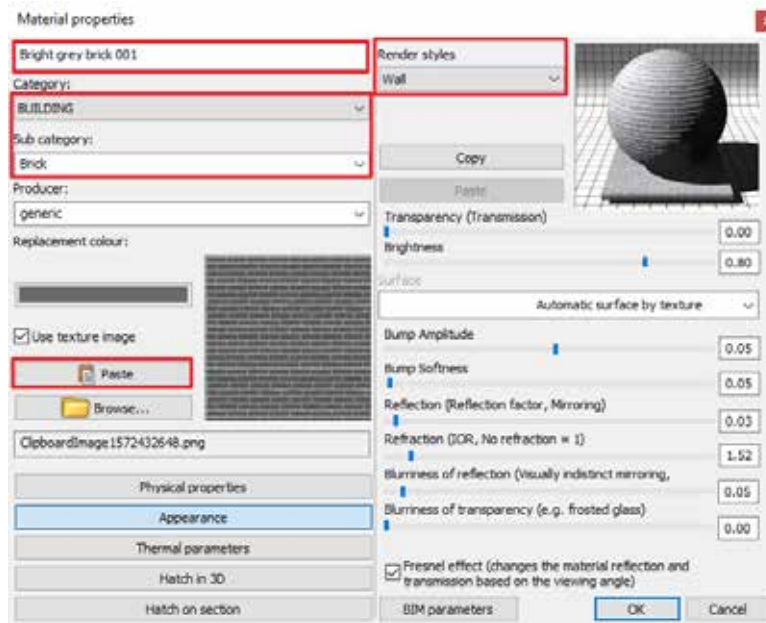 Material properties
Bright grey brick 001
Category:
BUILDING
Sub category:
Brick
Producer:
generic
Replacement colour:
Use texture image
Paste
Browse...
ClipboardImage1572432648.png
Physical properties
Appearance
Thermal parameters
Hatch in 3D
Hatch on section
Render styles
Wall
Copy
Paste
Transparency (Transmission)
0.00
Brightness
0.80
Surface
Automatic surface by texture
Bump Amplitude
0.05
Bump Softness
0.05
Reflection (Reflection factor, Mirroring)
0.03
Refraction (IOR, No refraction = 1)
1.52
Blurriness of reflection (Visually indistinct mirroring,
0.05
Blurriness of transparency (e.g. frosted glass)
0.00
Fresnel effect (changes the material reflection and
transmission based on the viewing angle)
BIM parameters
OK
Cancel